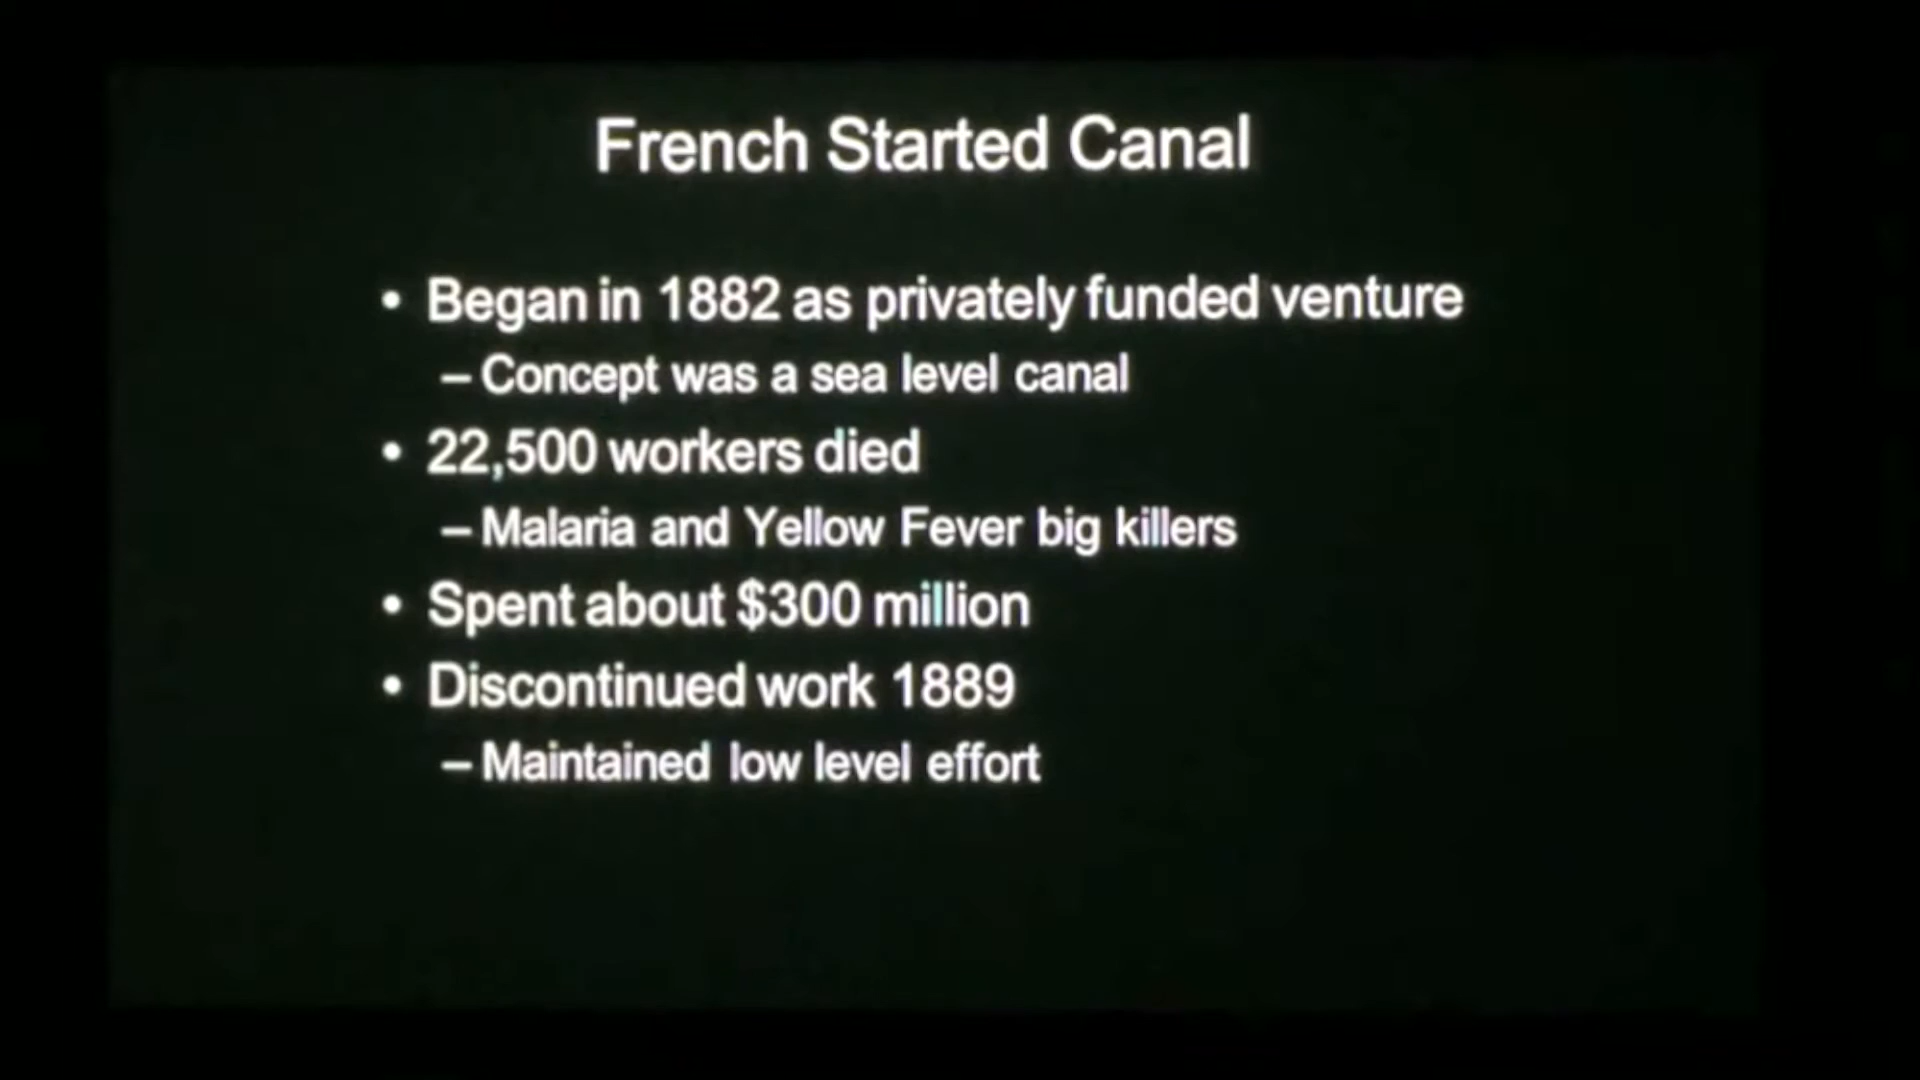 French Started Canal
• Began in 1882 as privately funded venture
– Concept was a sea level canal
• 22,500 workers died
– Malaria and Yellow Fever big killers
• Spent about $300 million
• Discontinued work 1889
– Maintained low level effort